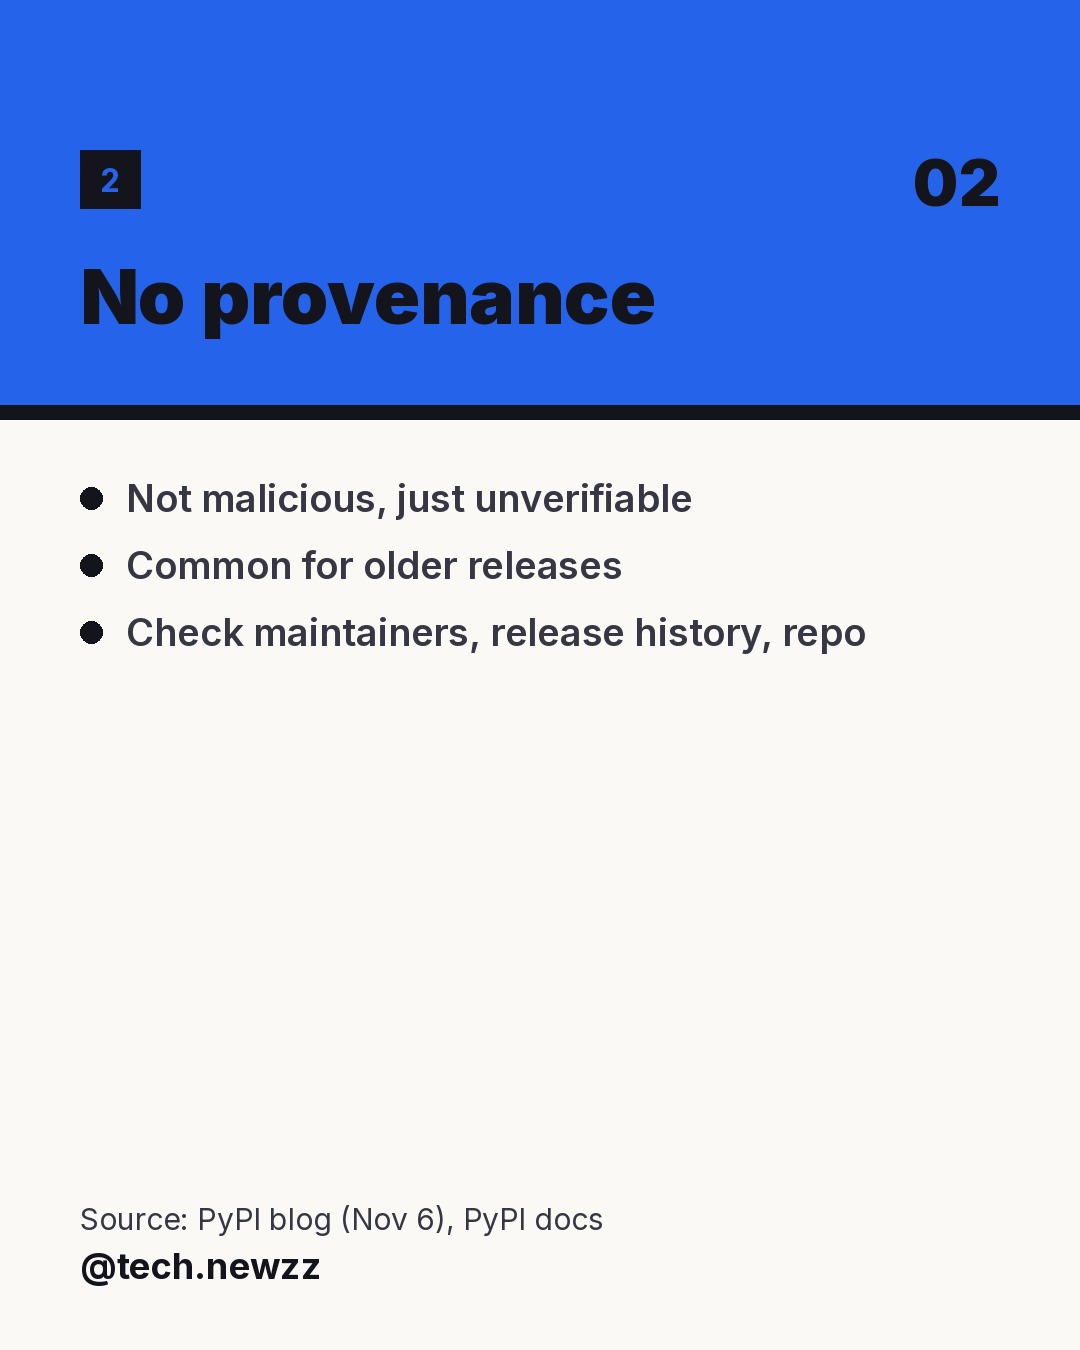 2
02
No provenance
Not malicious, just unverifiable
Common for older releases
Check maintainers, release history, repo
Source: PyPI blog (Nov 6), PyPI docs
@tech.newzz